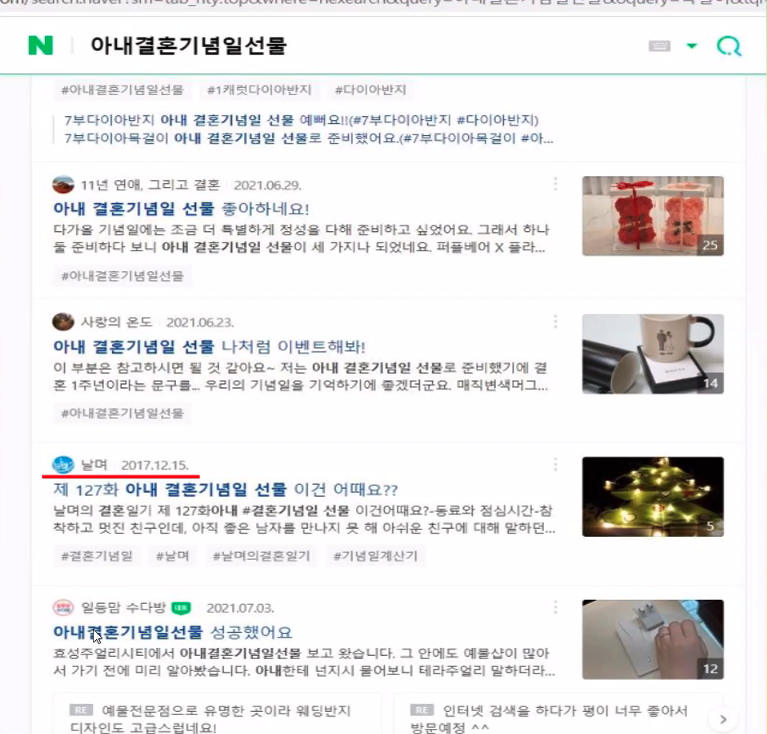 N 아내결혼기념일선물
#아내결혼기념일선물 #1캐럿다이아반지 #다이아반지
7부다이아반지 아내 결혼기념일 선물 예뻐요!!(#7부다이아반지 #다이아반지)
7부다이아목걸이 아내 결혼기념일 선물로 준비했어요.(#7부다이아목걸이 #아...
11년 연애, 그리고 결혼 2021.06.29.
아내 결혼기념일 선물 좋아하네요!
다가올 기념일에는 조금 더 특별하게 정성을 다해 준비하고 싶었어요. 그래서 하나
둘 준비하다 보니 아내 결혼기념일 선물이 세 가지나 되었네요. 퍼플베어 X 플라...
25
#아내결혼기념일선물
사랑의 온도 2021.06.23.
아내 결혼기념일 선물 나처럼 이벤트해봐!
이 부분은 참고하시면 될 것 같아요~ 저는 아내 결혼기념일 선물로 준비했기에 결
혼 1주년이라는 문구를... 우리의 기념일을 기억하기에 좋겠더군요. 매직변색머그...
14
#아내결혼기념일선물
날며 2017.12.15.
제 127화 아내 결혼기념일 선물 이건 어때요??
날며의 결혼일기 제 127화아내 #결혼기념일 선물 이건어때요?-동료와 점심시간-참
착하고 멋진 친구인데, 아직 좋은 남자를 만나지 못 해 아쉬운 친구에 대해 말하던...
5
#결혼기념일 #날며 #날며의결혼일기 #기념일계산기
일등맘 수다방 2021.07.03.
아내결혼기념일선물 성공했어요
효성주얼리시티에서 아내결혼기념일선물 보고 왔습니다. 그 안에도 예물샵이 많아
서 가기 전에 미리 알아봤습니다. 아내한테 넌지시 물어보니 테라주얼리 말하더라...
12
RE 예물전문점으로 유명한 곳이라 웨딩반지
디자인도 고급스럽네요!
RE 인터넷 검색을 하다가 평이 너무 좋아서
방문예정 ^^